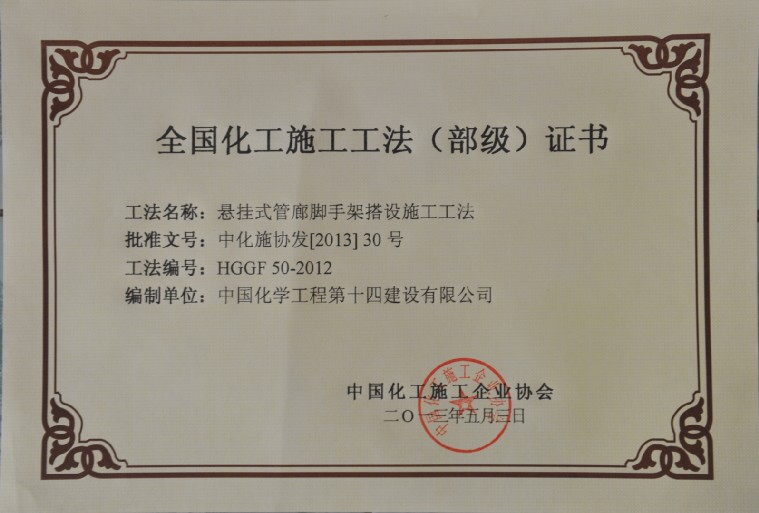 全国化工施工工法（部级）证书
工法名称：悬挂式管廊脚手架搭设施工工法
批准文号：中化施协发[2013] 30 号
工法编号：HGGF 50-2012
编制单位：中国化学工程第十四建设有限公司
中国化工施工企业协会
二〇一三年五月三日